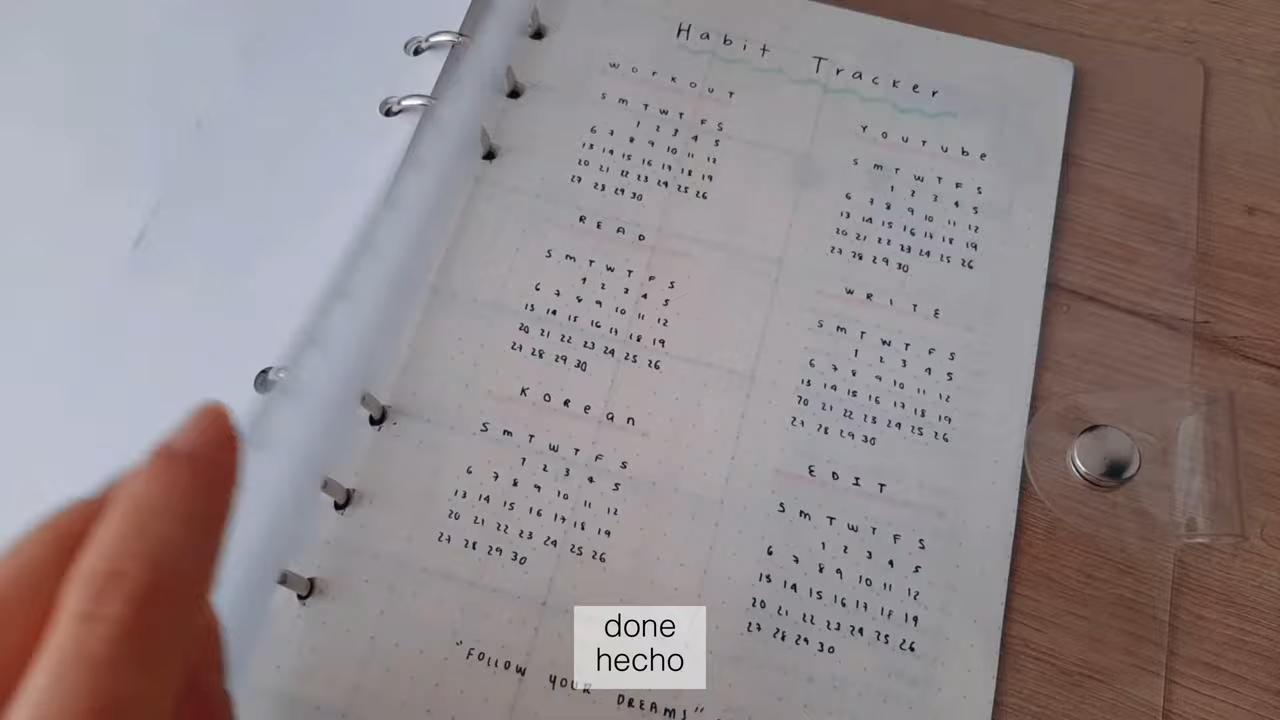 Habit Tracker
WORKOUT
S M T W T F S
1 2 3 4 5
6 7 8 9 10 11 12
13 14 15 16 17 18 19
20 21 22 23 24 25 26
27 28 29 30
READ
S M T W T F S
1 2 3 4 5
6 7 8 9 10 11 12
13 14 15 16 17 18 19
20 21 22 23 24 25 26
27 28 29 30
Korean
S M T W T F S
1 2 3 4 5
6 7 8 9 10 11 12
13 14 15 16 17 18 19
20 21 22 23 24 25 26
27 28 29 30
YOUTUBE
S M T W T F S
1 2 3 4 5
6 7 8 9 10 11 12
13 14 15 16 17 18 19
20 21 22 23 24 25 26
27 28 29 30
WRITE
S M T W T F S
1 2 3 4 5
6 7 8 9 10 11 12
13 14 15 16 17 18 19
20 21 22 23 24 25 26
27 28 29 30
EDIT
S M T W T F S
1 2 3 4 5
6 7 8 9 10 11 12
13 14 15 16 17 18 19
20 21 22 23 24 25 26
27 28 29 30
"FOLLOW YOUR DREAMS"
done
hecho